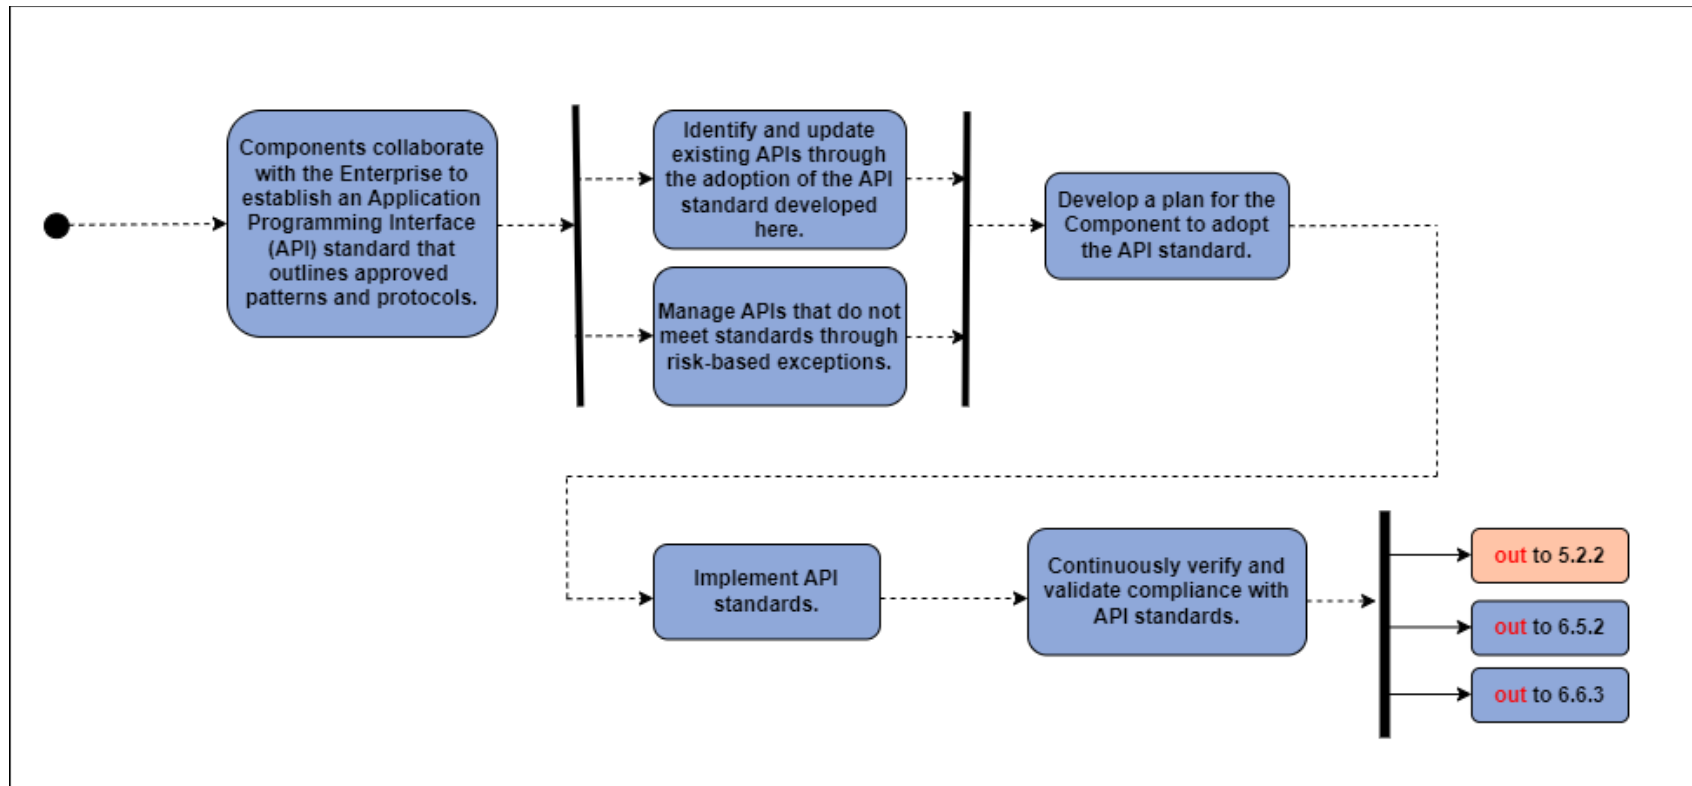 Components collaborate
with the Enterprise to
establish an Application
Programming Interface
(API) standard that
outlines approved
patterns and protocols.
Identify and update
existing APIs through
the adoption of the API
standard developed
here.
Manage APIs that do not
meet standards through
risk-based exceptions.
Develop a plan for the
Component to adopt
the API standard.
Implement API
standards.
Continuously verify and
validate compliance with
API standards.
out to 5.2.2
out to 6.5.2
out to 6.6.3